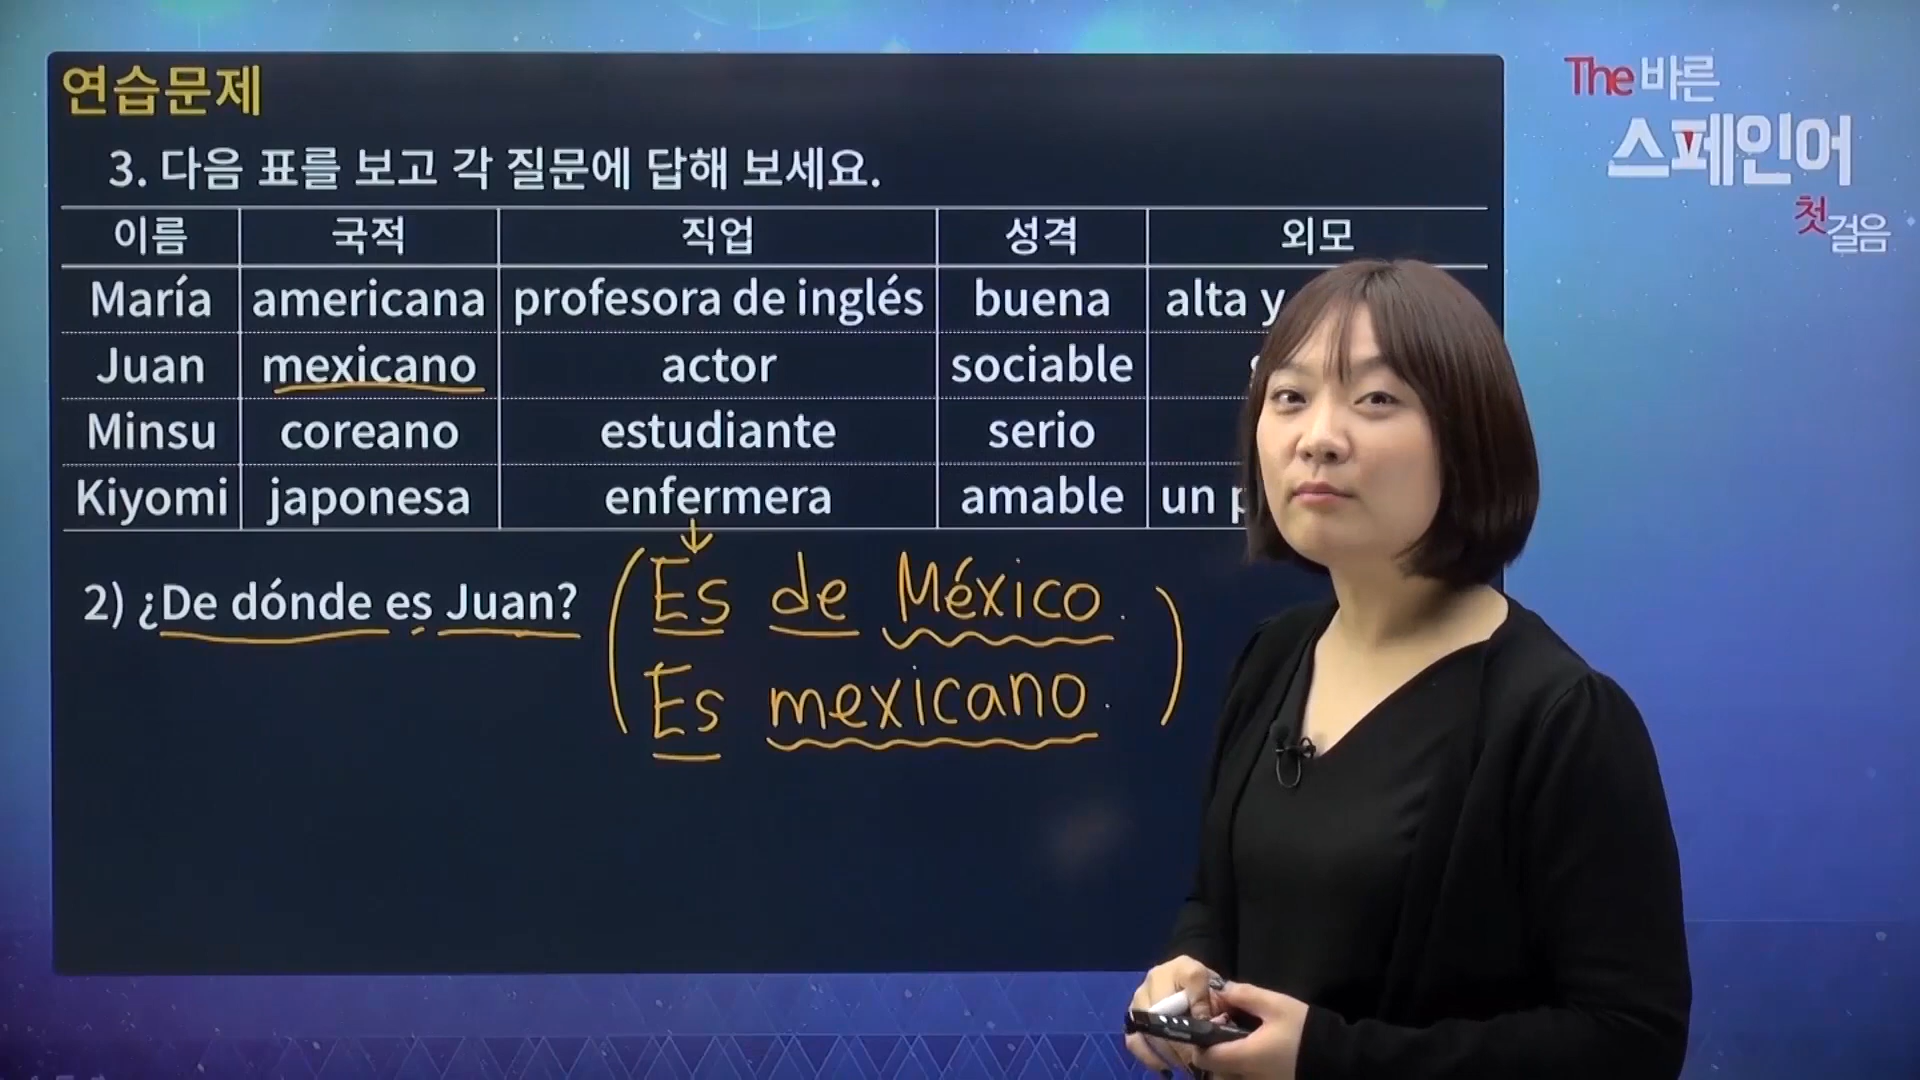 연습문제
The 바른
스페인어
첫걸음
3. 다음 표를 보고 각 질문에 답해 보세요.
이름 국적 직업 성격 외모
María americana profesora de inglés buena alta y
Juan mexicano actor sociable
Minsu coreano estudiante serio
Kiyomi japonesa enfermera amable un
2) ¿De dónde es Juan? (Es de México.)
Es mexicano.